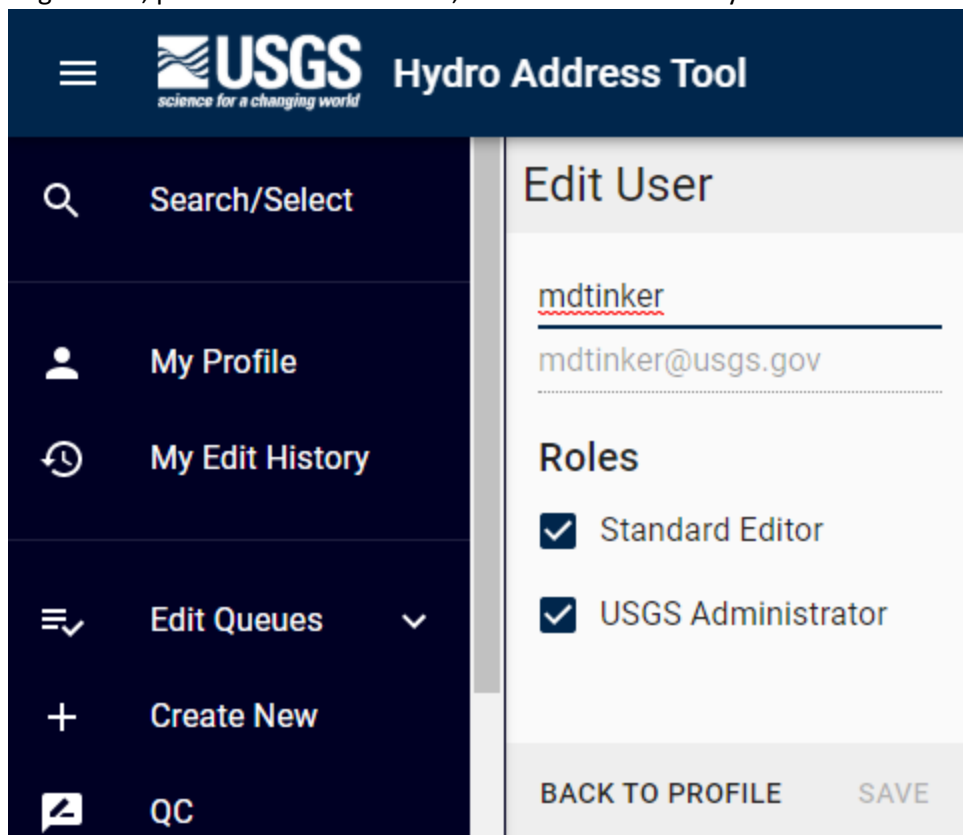 USGS
science for a changing world
Hydro Address Tool
Search/Select
My Profile
My Edit History
Edit Queues
Create New
QC
Edit User
mdtinker
mdtinker@usgs.gov
Roles
Standard Editor
USGS Administrator
BACK TO PROFILE
SAVE